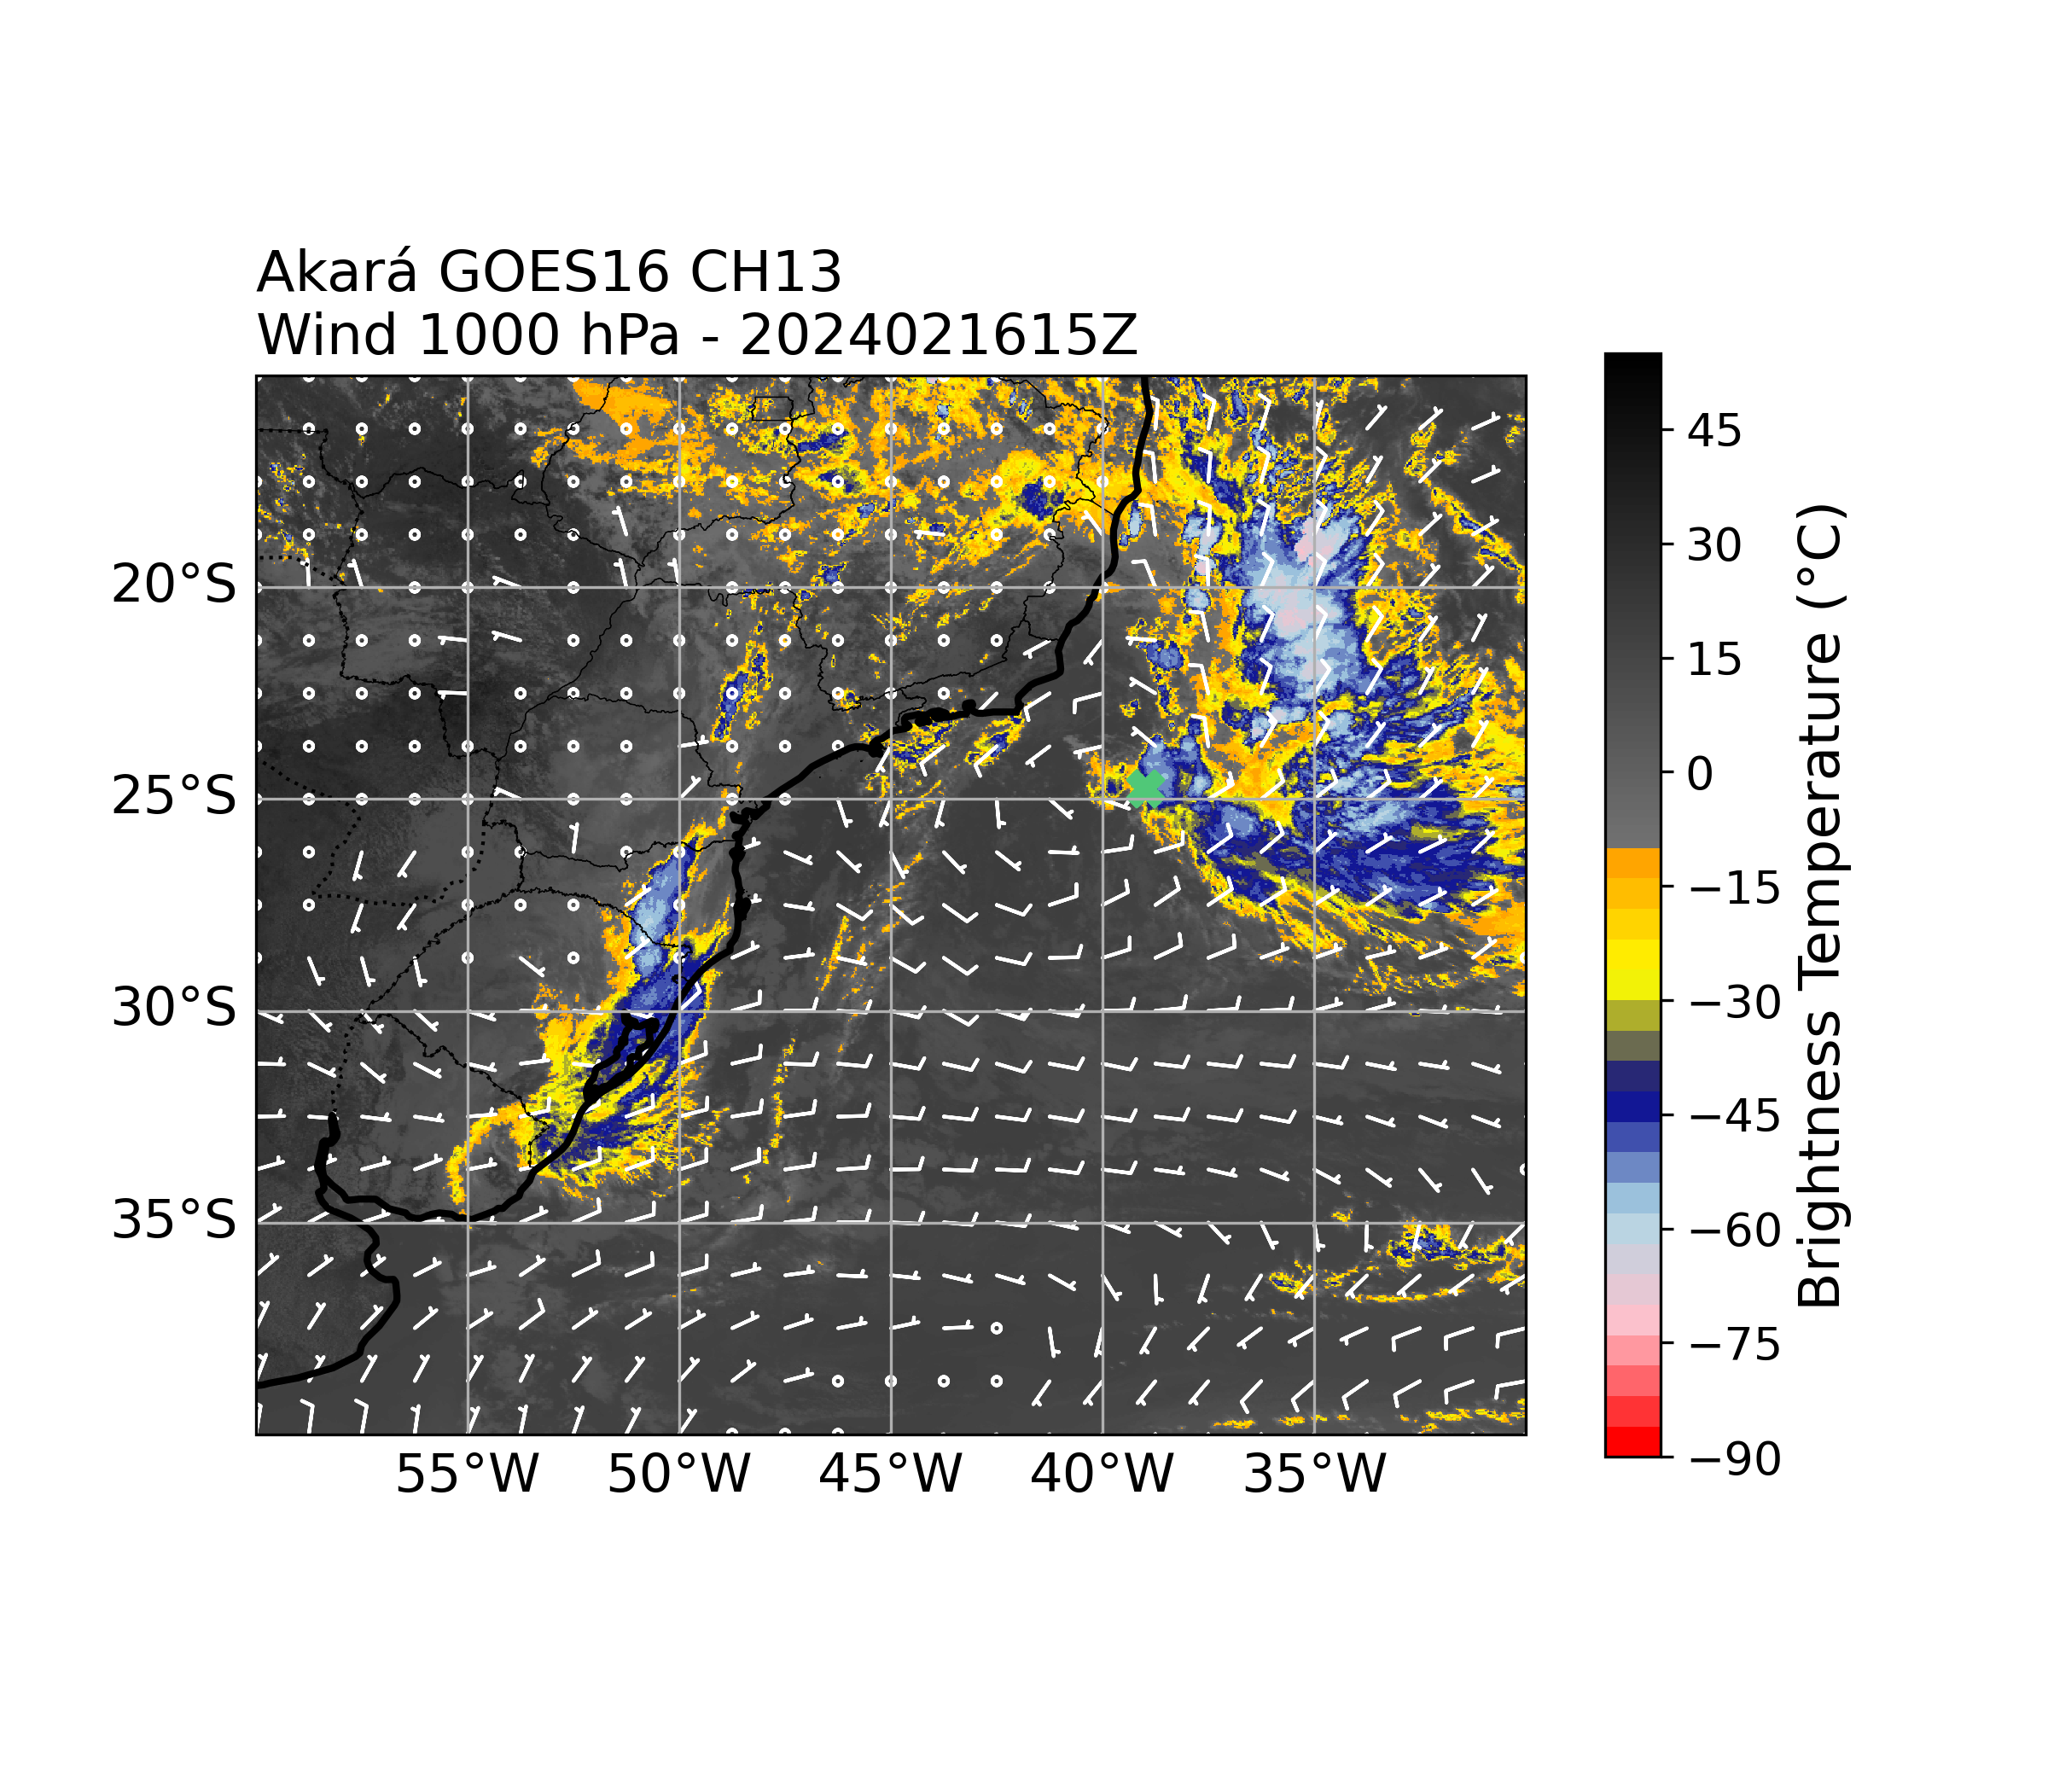 Akará GOES16 CH13
Wind 1000 hPa - 2024021615Z
20°S
25°S
30°S
35°S
55°W
50°W
45°W
40°W
35°W
45
30
15
0
−15
−30
−45
−60
−75
−90
Brightness Temperature (°C)